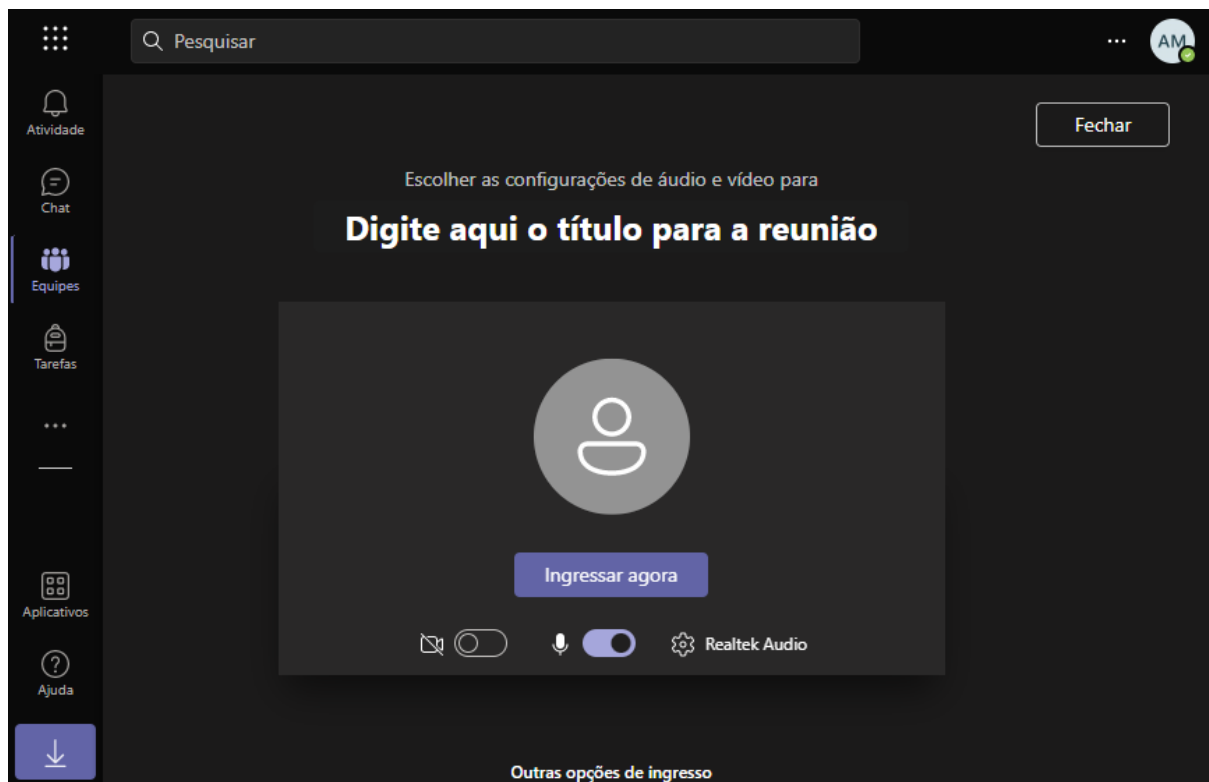 Pesquisar
AM
Atividade
Chat
Equipes
Tarefas
Aplicativos
Ajuda
Fechar
Escolher as configurações de áudio e vídeo para
Digite aqui o título para a reunião
Ingressar agora
Realtek Audio
Outras opções de ingresso